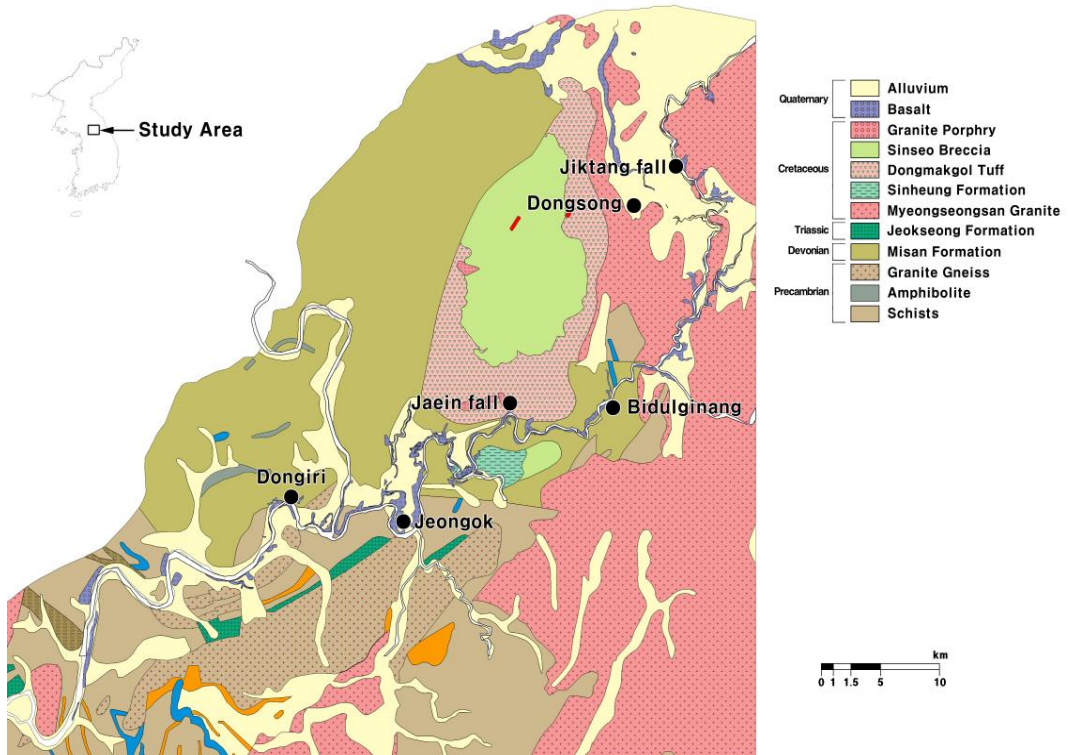 Study Area
Jiktang fall
Dongsong
Jaein fall
Bidulginang
Dongiri
Jeongok
Quaternary
Alluvium
Basalt
Cretaceous
Granite Porphry
Sinseo Breccia
Dongmakgol Tuff
Sinheung Formation
Myeongseongsan Granite
Triassic
Jeokseong Formation
Devonian
Misan Formation
Precambrian
Granite Gneiss
Amphibolite
Schists
km
0 1 1.5 5 10